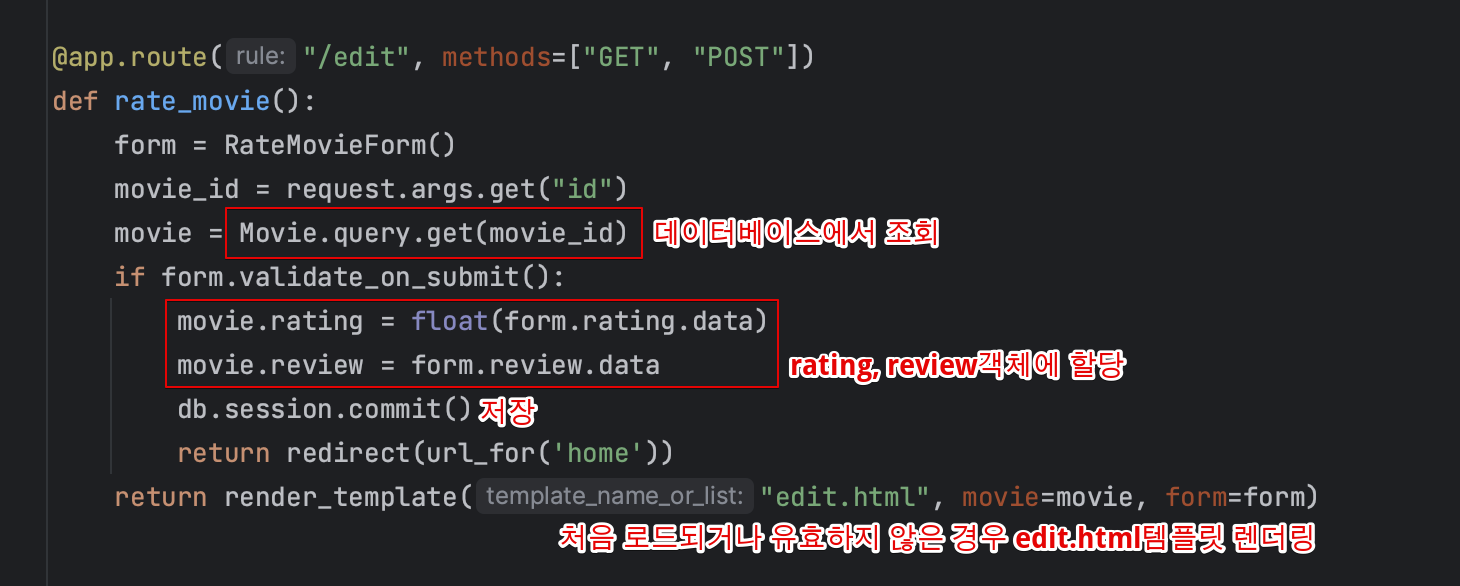 @app.route( rule: "/edit", methods=["GET", "POST"])
def rate_movie():
    form = RateMovieForm()
    movie_id = request.args.get("id")
    movie = Movie.query.get(movie_id) 데이터베이스에서 조회
    if form.validate_on_submit():
        movie.rating = float(form.rating.data)
        movie.review = form.review.data rating, review객체에 할당
        db.session.commit() 저장
        return redirect(url_for('home'))
    return render_template( template_name_or_list: "edit.html", movie=movie, form=form)
처음 로드되거나 유효하지 않은 경우 edit.html템플릿 렌더링